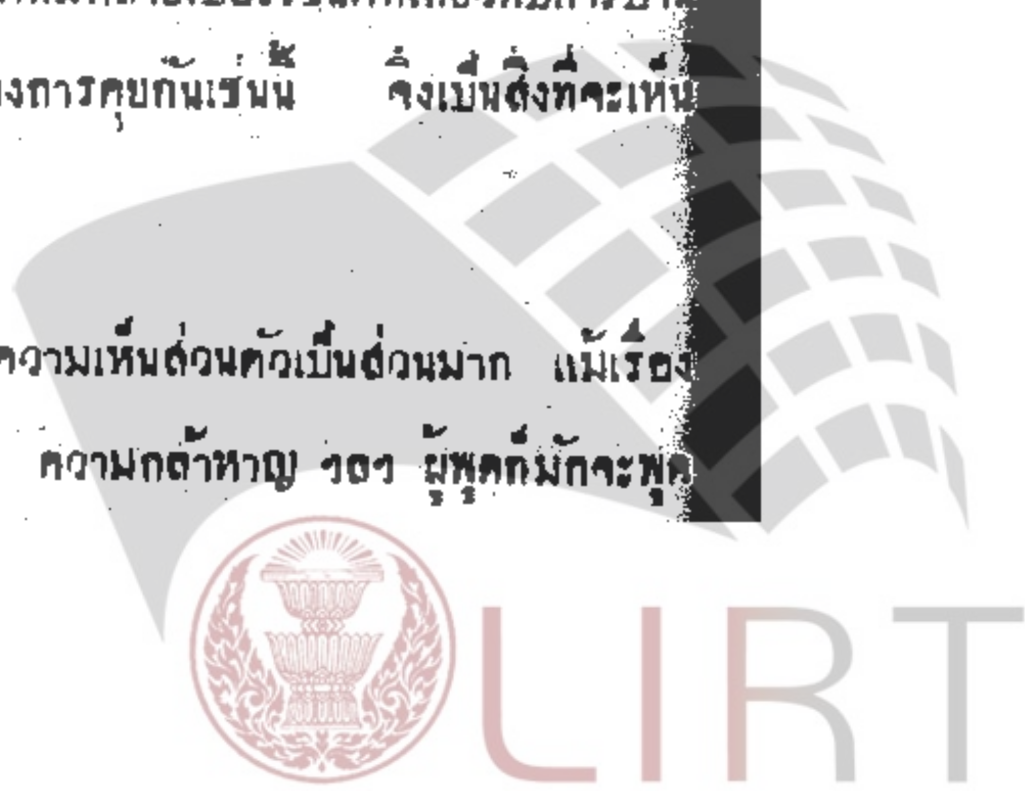 งการคุยกันเช่นนี้ จึงเป็นสิ่งที่จะเห็น
ความเห็นส่วนตัวเป็นส่วนมาก แม้เรื่อง
ความกล้าหาญ ฯลฯ ผู้พูดก็มักจะพูด
LIRT